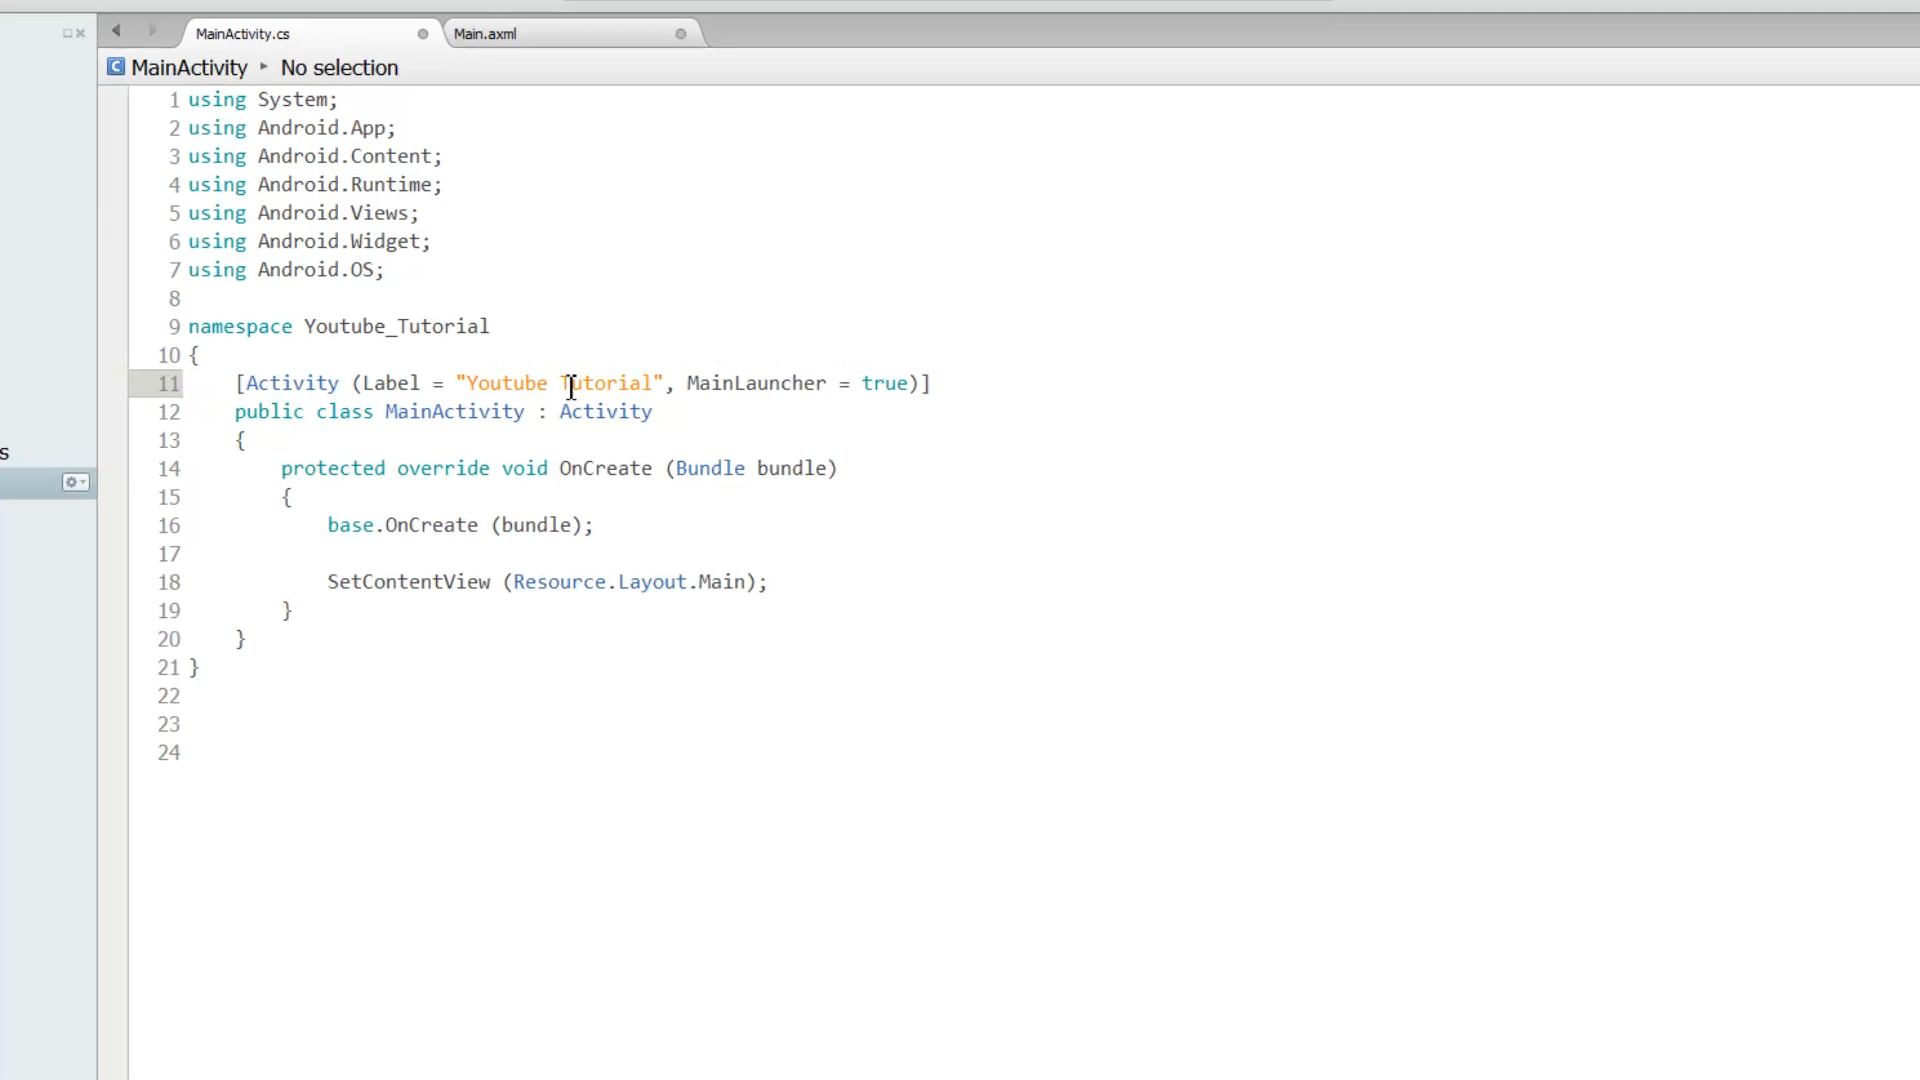 MainActivity.cs
Main.axml
MainActivity
No selection
1 using System;
2 using Android.App;
3 using Android.Content;
4 using Android.Runtime;
5 using Android.Views;
6 using Android.Widget;
7 using Android.OS;
8
9 namespace Youtube_Tutorial
10 {
11 [Activity (Label = "Youtube Tutorial", MainLauncher = true)]
12 public class MainActivity : Activity
13 {
14 protected override void OnCreate (Bundle bundle)
15 {
16 base.OnCreate (bundle);
17
18 SetContentView (Resource.Layout.Main);
19 }
20 }
21 }
22
23
24
s